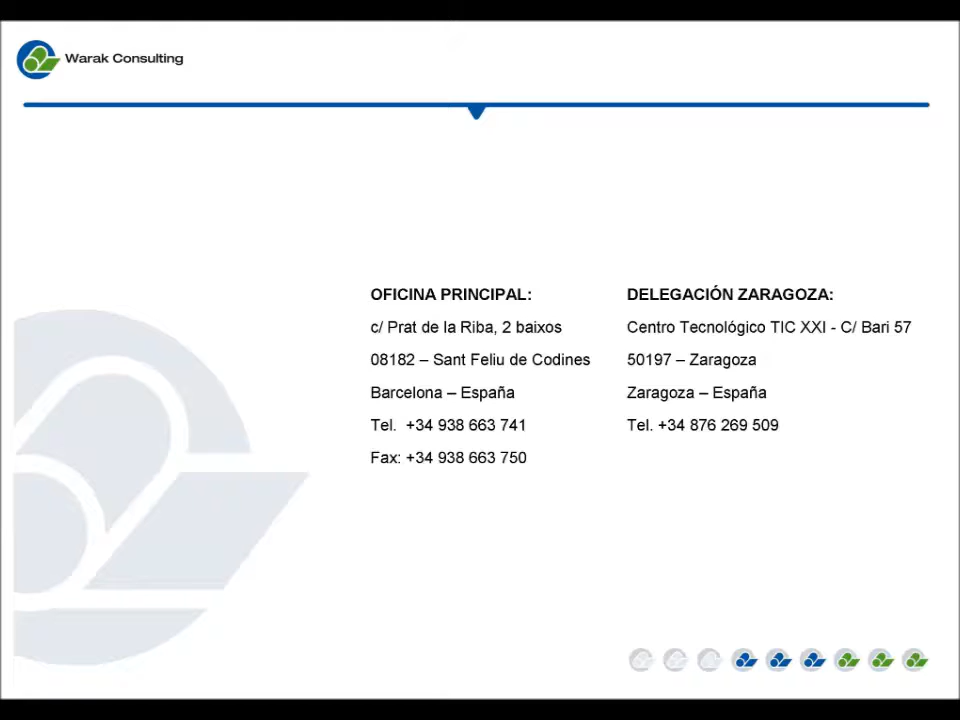 Warak Consulting
OFICINA PRINCIPAL:
c/ Prat de la Riba, 2 baixos
08182 – Sant Feliu de Codines
Barcelona – España
Tel.  +34 938 663 741
Fax: +34 938 663 750
DELEGACIÓN ZARAGOZA:
Centro Tecnológico TIC XXI - C/ Bari 57
50197 – Zaragoza
Zaragoza – España
Tel. +34 876 269 509